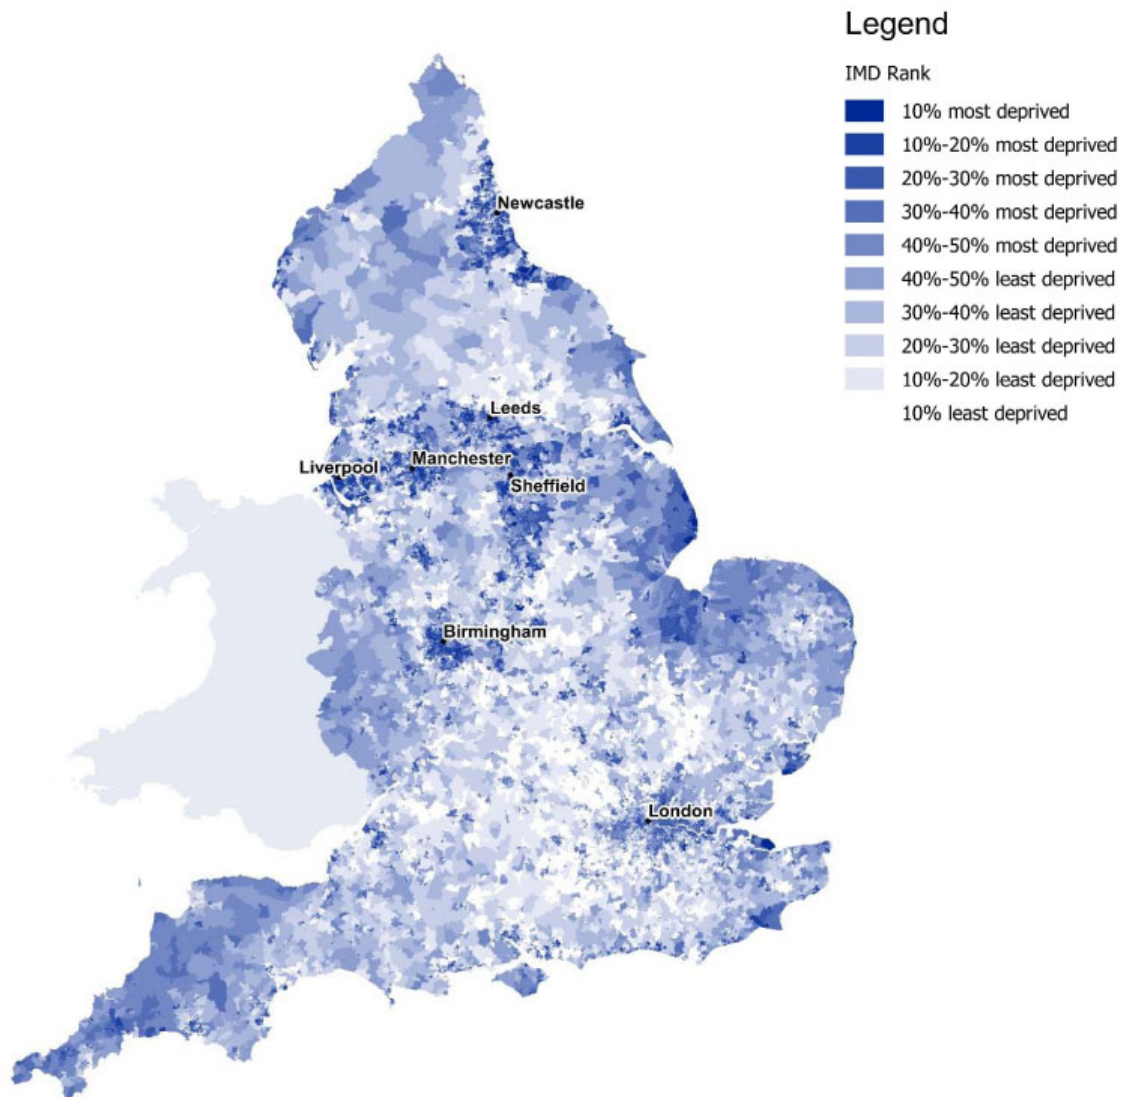 Legend
IMD Rank
10% most deprived
10%-20% most deprived
20%-30% most deprived
30%-40% most deprived
40%-50% most deprived
40%-50% least deprived
30%-40% least deprived
20%-30% least deprived
10%-20% least deprived
10% least deprived
Newcastle
Leeds
Manchester
Liverpool
Sheffield
Birmingham
London